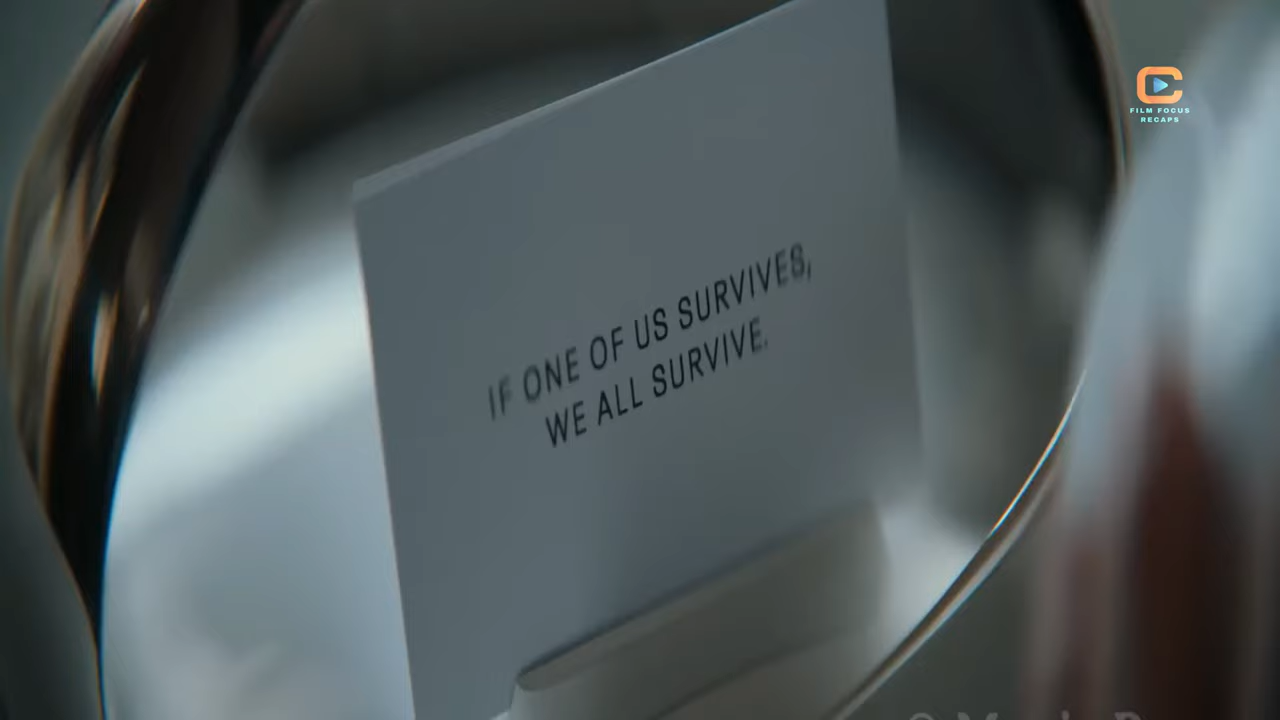 FILM FOCUS
RECAPS
IF ONE OF US SURVIVES,
WE ALL SURVIVE.